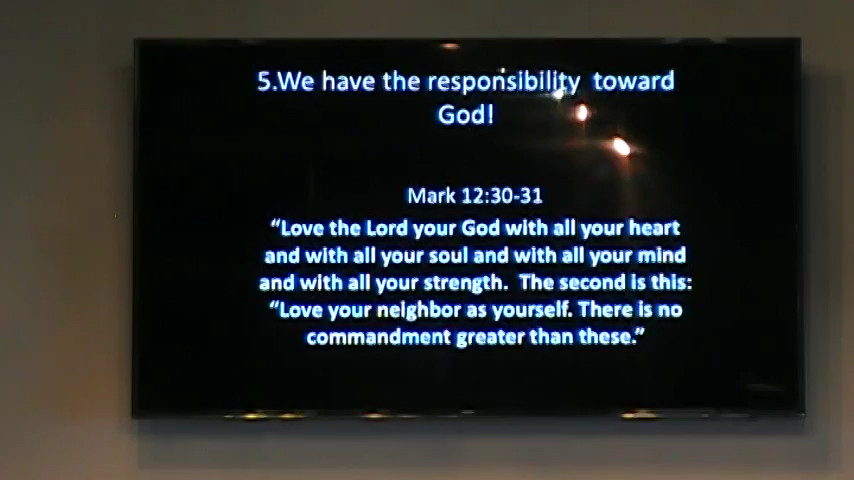 5.We have the responsibility toward
God!
Mark 12:30-31
“Love the Lord your God with all your heart
and with all your soul and with all your mind
and with all your strength. The second is this:
“Love your neighbor as yourself. There is no
commandment greater than these.”